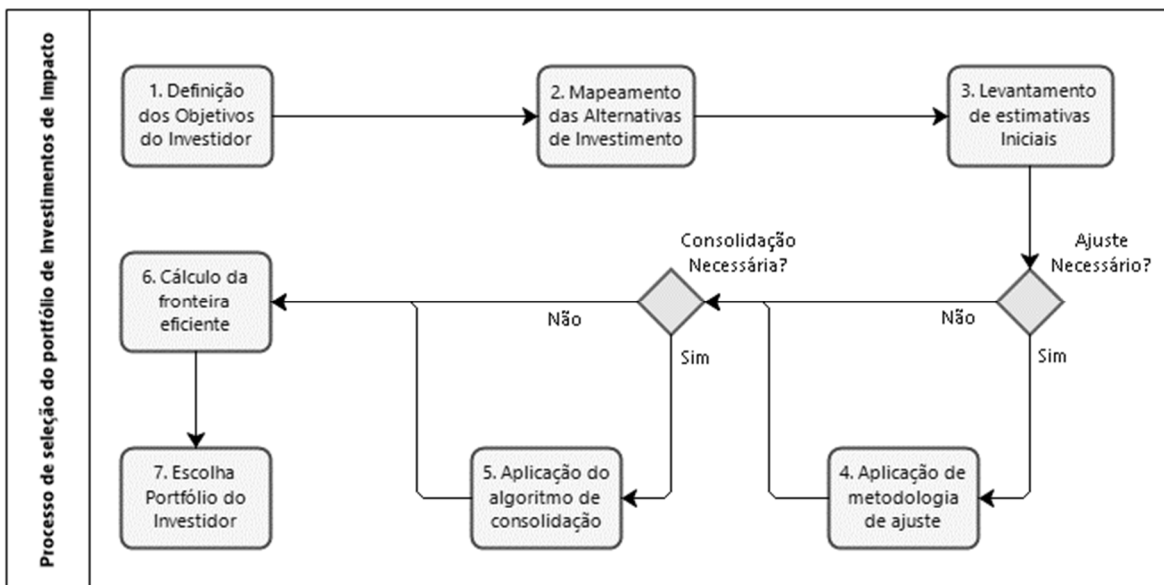 Processo de seleção do portfólio de Investimentos de Impacto
1. Definição
dos Objetivos
do Investidor
2. Mapeamento
das Alternativas
de Investimento
3. Levantamento
de estimativas
Iniciais
Ajuste
Necessário?
Não
Sim
4. Aplicação de
metodologia
de ajuste
Consolidação
Necessária?
Não
Sim
5. Aplicação do
algoritmo de
consolidação
6. Cálculo da
fronteira
eficiente
7. Escolha
Portfólio do
Investidor